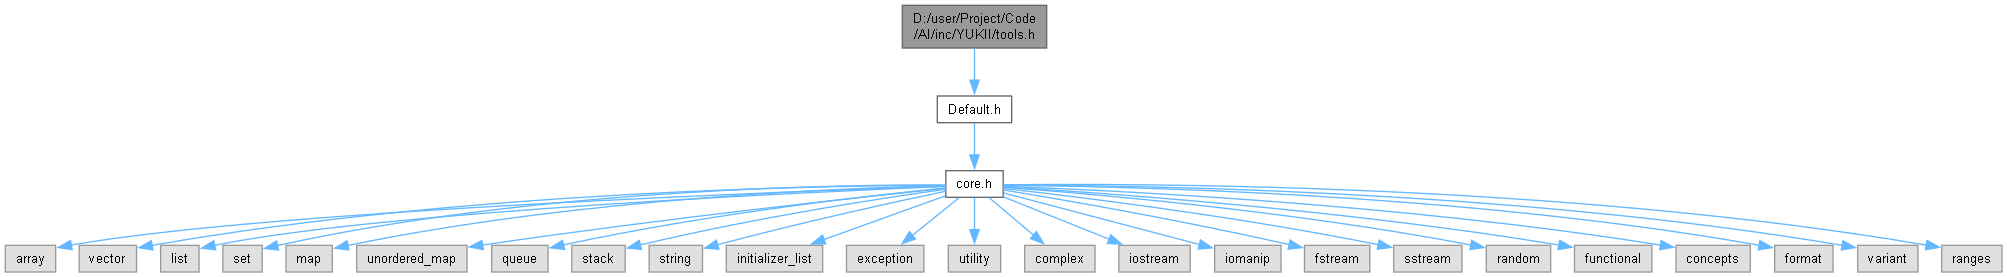 D:/user/Project/Code
/AI/inc/YUKII/tools.h
Default.h
core.h
array
vector
list
set
map
unordered_map
queue
stack
string
initializer_list
exception
utility
complex
iostream
iomanip
fstream
sstream
random
functional
concepts
format
variant
ranges